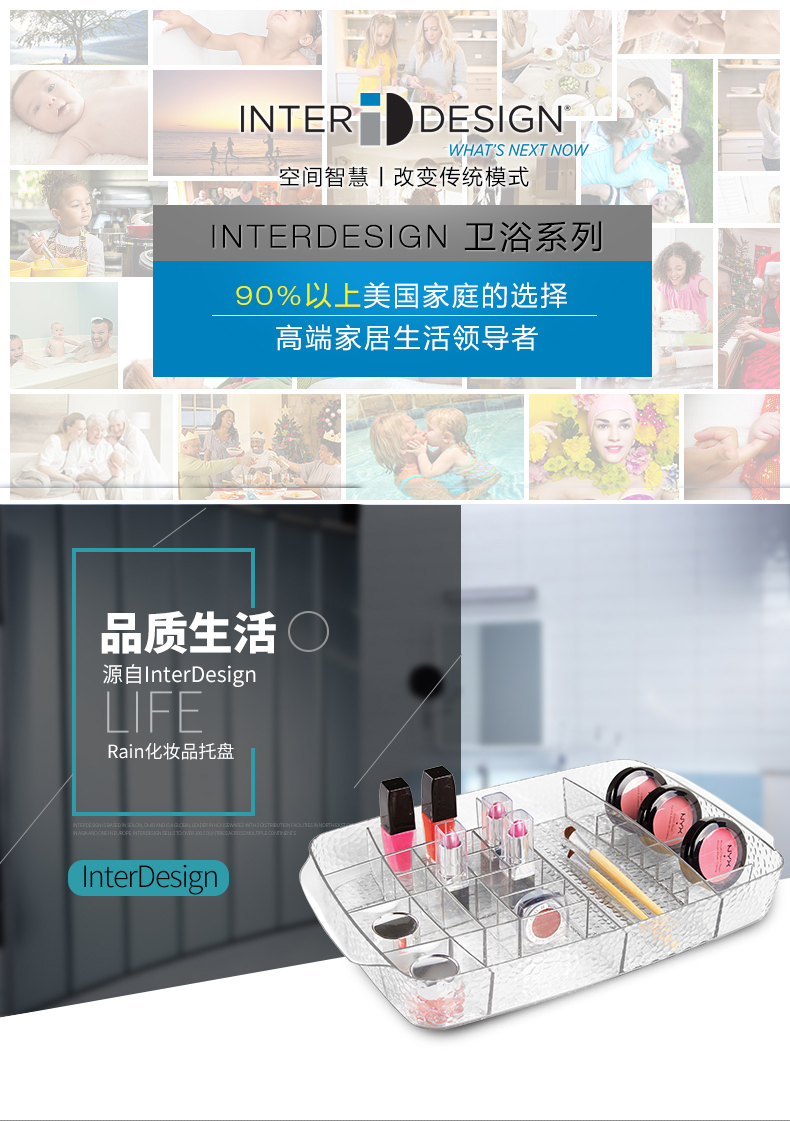 INTERDESIGN®
WHAT'S NEXT NOW
空间智慧丨改变传统模式
INTERDESIGN 卫浴系列
90%以上美国家庭的选择
高端家居生活领导者
品质生活
源自InterDesign
LIFE
Rain化妆品托盘
InterDesign
NYX
NYX